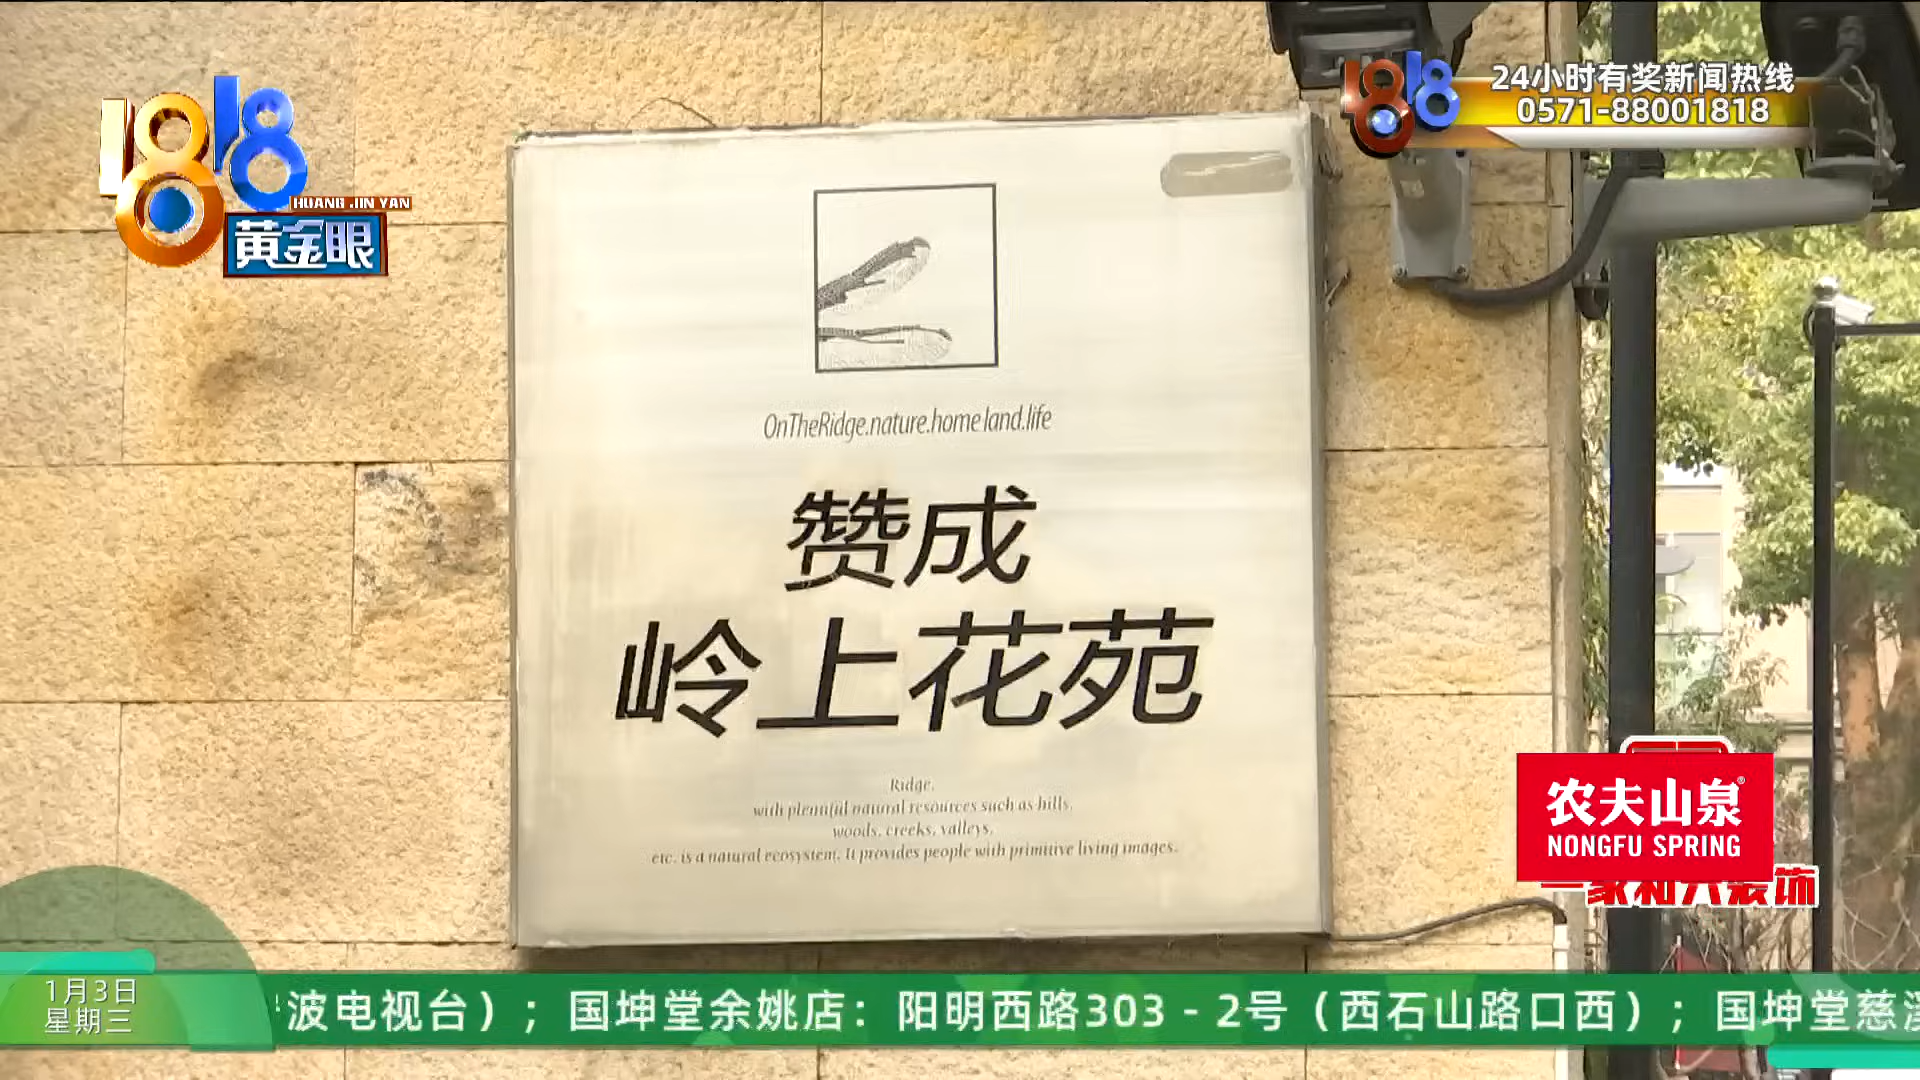 1818
HUANG JIN YAN
黄金眼
1818
24小时有奖新闻热线
0571-88001818
OnTheRidge.nature.homeland.life
赞成
岭上花苑
Ridge,
with plentiful natural resources such as hills,
woods, creeks, valleys,
etc. is a natural ecosystem. It provides people with primitive living images.
农夫山泉®
NONGFU SPRING
装饰
1月3日
星期三
波电视台）；国坤堂余姚店：阳明西路303－2号（西石山路口西）；国坤堂慈溪